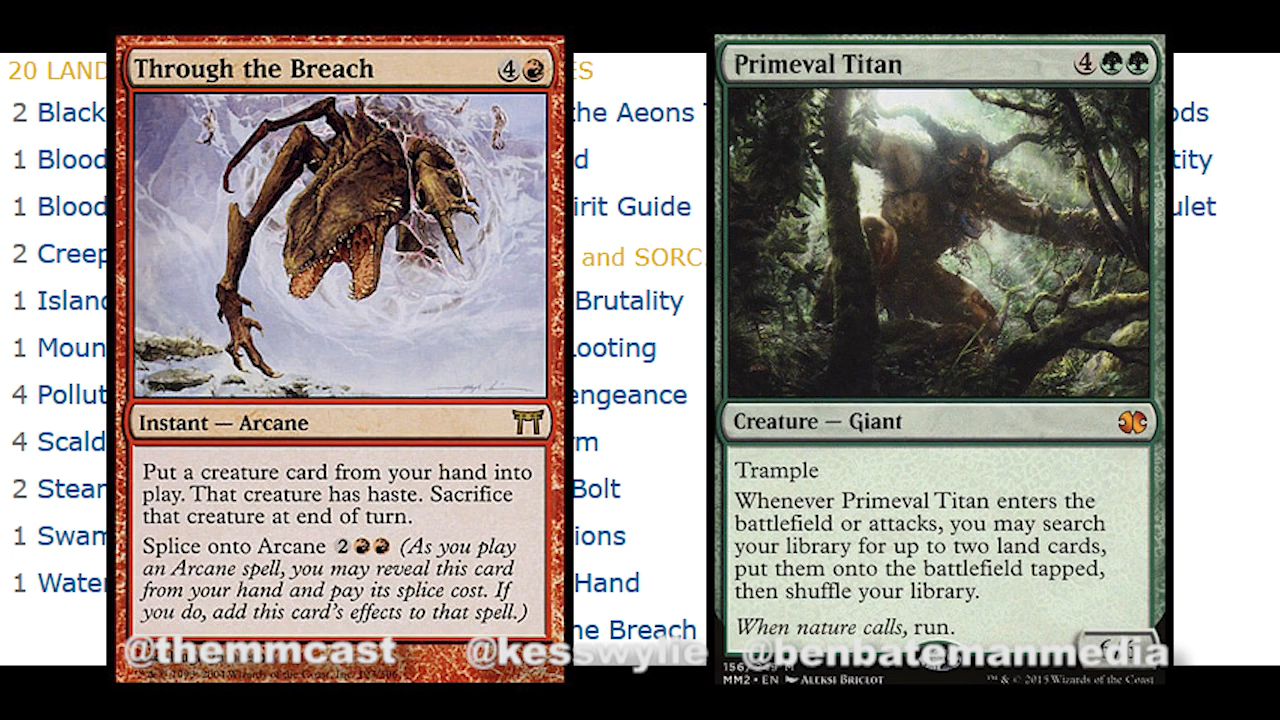 20 LAND
2 Black
1 Blood
1 Blood
2 Creep
1 Island
1 Moun
4 Pollut
4 Scald
2 Stear
1 Swam
1 Water
Through the Breach 4
Instant — Arcane
Put a creature card from your hand into
play. That creature has haste. Sacrifice
that creature at end of turn.
Splice onto Arcane 2 (As you play
an Arcane spell, you may reveal this card
from your hand and pay its splice cost. If
you do, add this card's effects to that spell.)
ES
the Aeons T
d
irit Guide
and SORC
Brutality
ooting
engeance
rm
Bolt
ions
Hand
he Breach
Primeval Titan 4
Creature — Giant
Trample
Whenever Primeval Titan enters the
battlefield or attacks, you may search
your library for up to two land cards,
put them onto the battlefield tapped,
then shuffle your library.
When nature calls, run.
MM2 • EN ALEKSI BRICLOT
™ & © 2015 Wizards of the Coast
ods
tity
ulet
@themmcast @kesswylie @benbatemanmedia